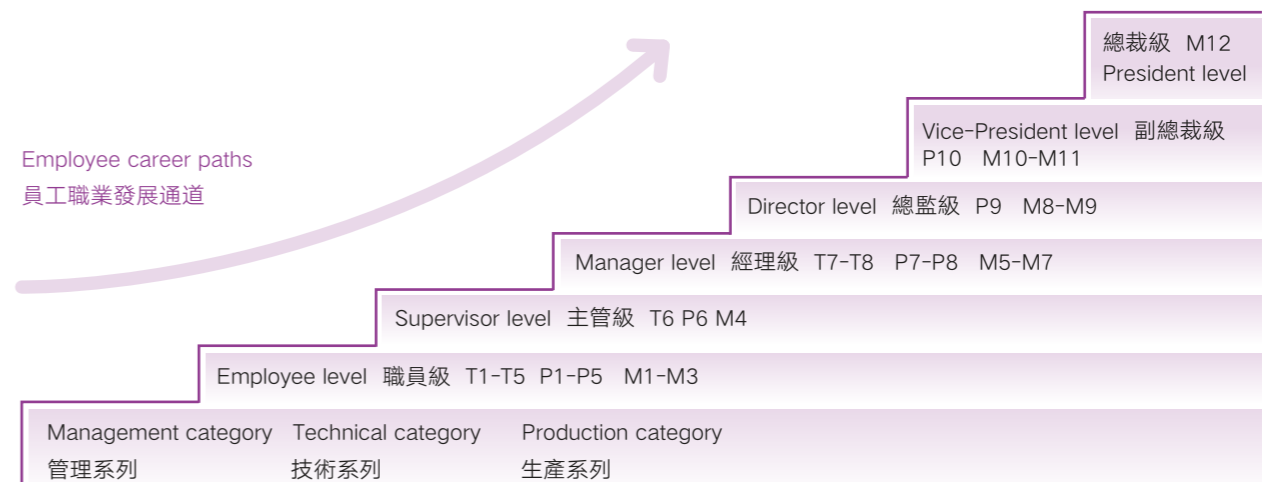 總裁級 M12
President level
Vice-President level 副總裁級
P10 M10-M11
Employee career paths
員工職業發展通道
Director level 總監級 P9 M8-M9
Manager level 經理級 T7-T8 P7-P8 M5-M7
Supervisor level 主管級 T6 P6 M4
Employee level 職員級 T1-T5 P1-P5 M1-M3
Management category Technical category Production category
管理系列 技術系列 生產系列